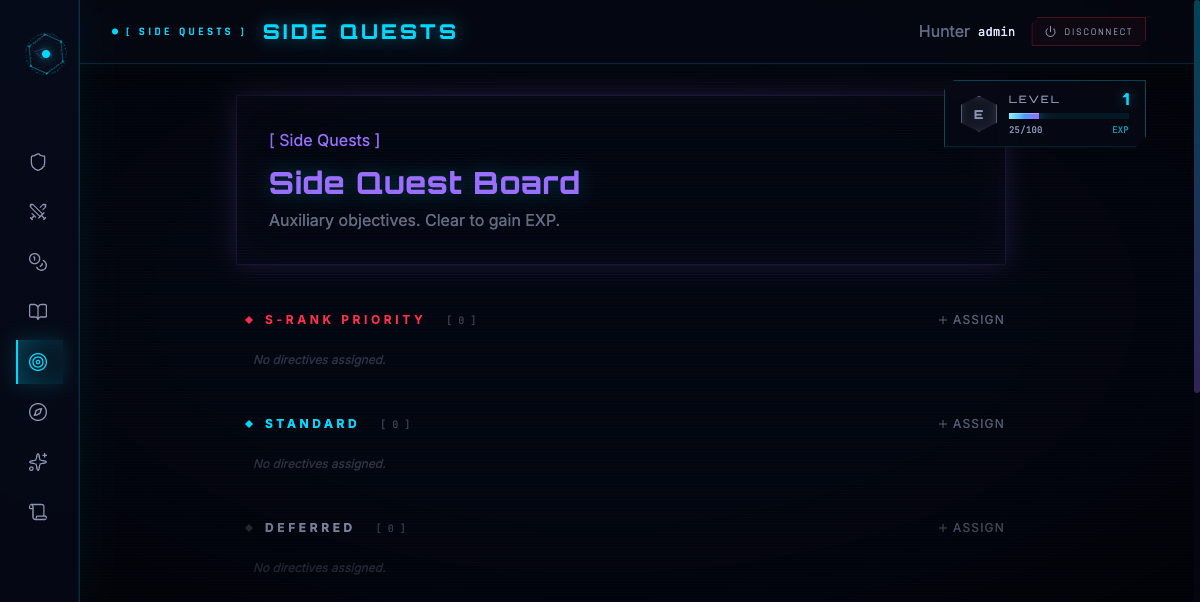 [ SIDE QUESTS ] SIDE QUESTS
Hunter admin
DISCONNECT
E
LEVEL 1
25/100 EXP
[ Side Quests ]
Side Quest Board
Auxiliary objectives. Clear to gain EXP.
S-RANK PRIORITY [ 0 ] + ASSIGN
No directives assigned.
STANDARD [ 0 ] + ASSIGN
No directives assigned.
DEFERRED [ 0 ] + ASSIGN
No directives assigned.